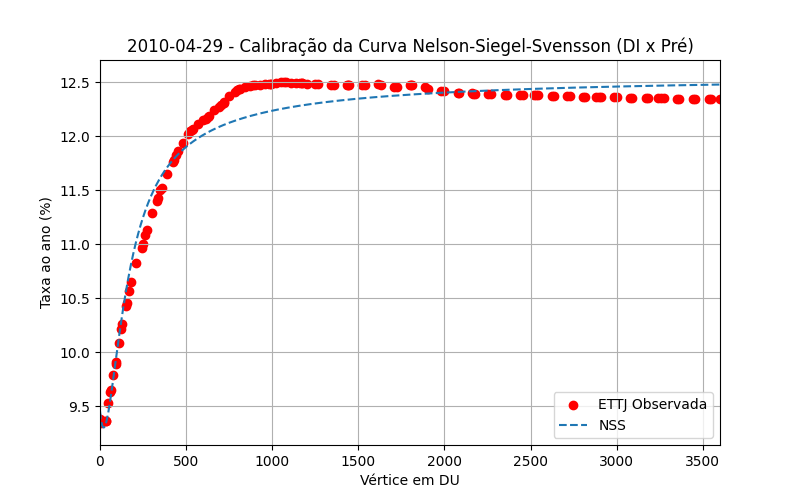 2010-04-29 - Calibração da Curva Nelson-Siegel-Svensson (DI x Pré)
Taxa ao ano (%)
12.5
12.0
11.5
11.0
10.5
10.0
9.5
ETTJ Observada
NSS
0 500 1000 1500 2000 2500 3000 3500
Vértice em DU